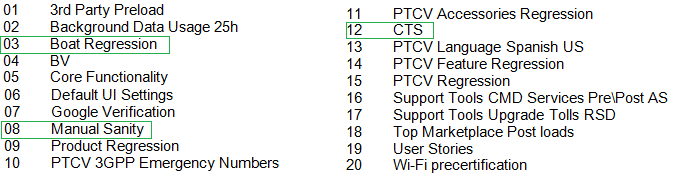 01 3rd Party Preload
02 Background Data Usage 25h
03 Boat Regression
04 BV
05 Core Functionality
06 Default UI Settings
07 Google Verification
08 Manual Sanity
09 Product Regression
10 PTCV 3GPP Emergency Numbers
11 PTCV Accessories Regression
12 CTS
13 PTCV Language Spanish US
14 PTCV Feature Regression
15 PTCV Regression
16 Support Tools CMD Services Pre\Post AS
17 Support Tools Upgrade Tolls RSD
18 Top Marketplace Post loads
19 User Stories
20 Wi-Fi precertification